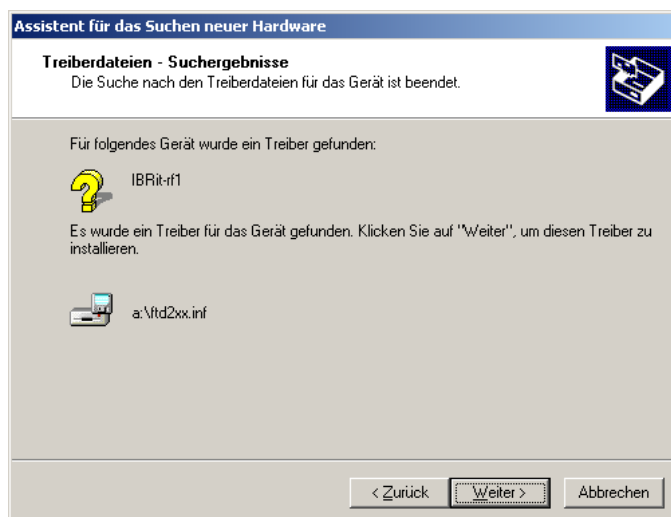 Assistent für das Suchen neuer Hardware
Treiberdateien - Suchergebnisse
Die Suche nach den Treiberdateien für das Gerät ist beendet.
Für folgendes Gerät wurde ein Treiber gefunden:
IBRit-rf1
Es wurde ein Treiber für das Gerät gefunden. Klicken Sie auf "Weiter", um diesen Treiber zu
installieren.
a:\ftd2xx.inf
< Zurück Weiter > Abbrechen